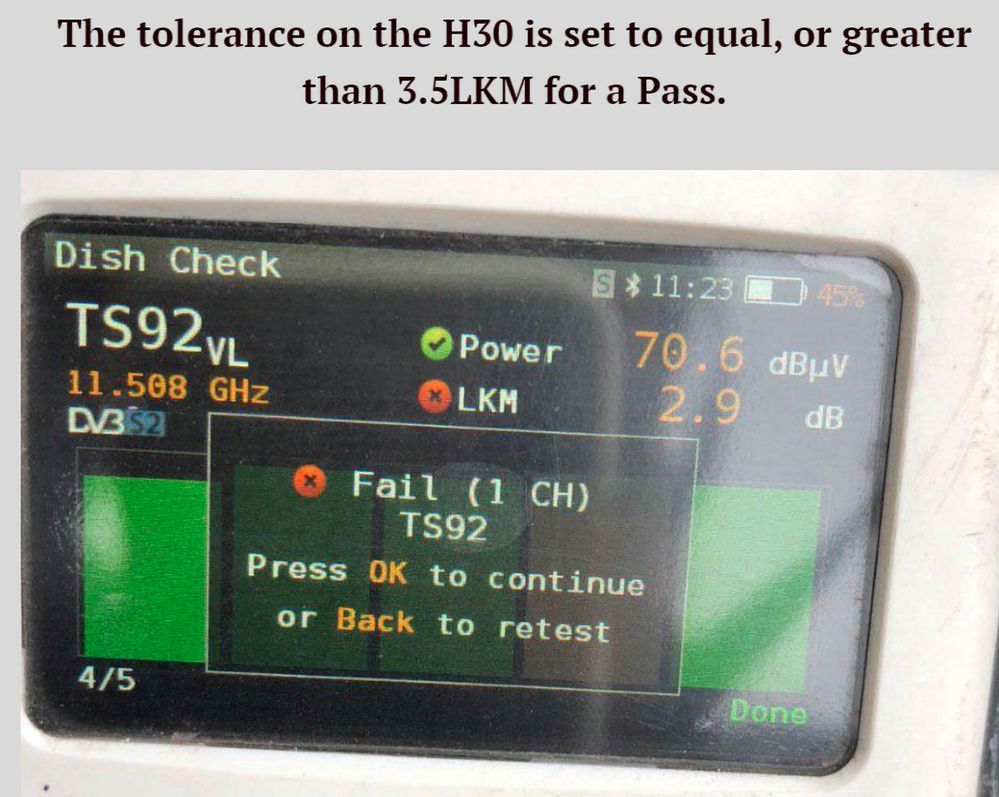 The tolerance on the H30 is set to equal, or greater
than 3.5LKM for a Pass.
Dish Check
S 11:23 45%
TS92VL
Power 70.6 dBµV
11.508 GHz
LKM 2.9 dB
DVB S2
Fail (1 CH)
TS92
Press OK to continue
or Back to retest
4/5
Done